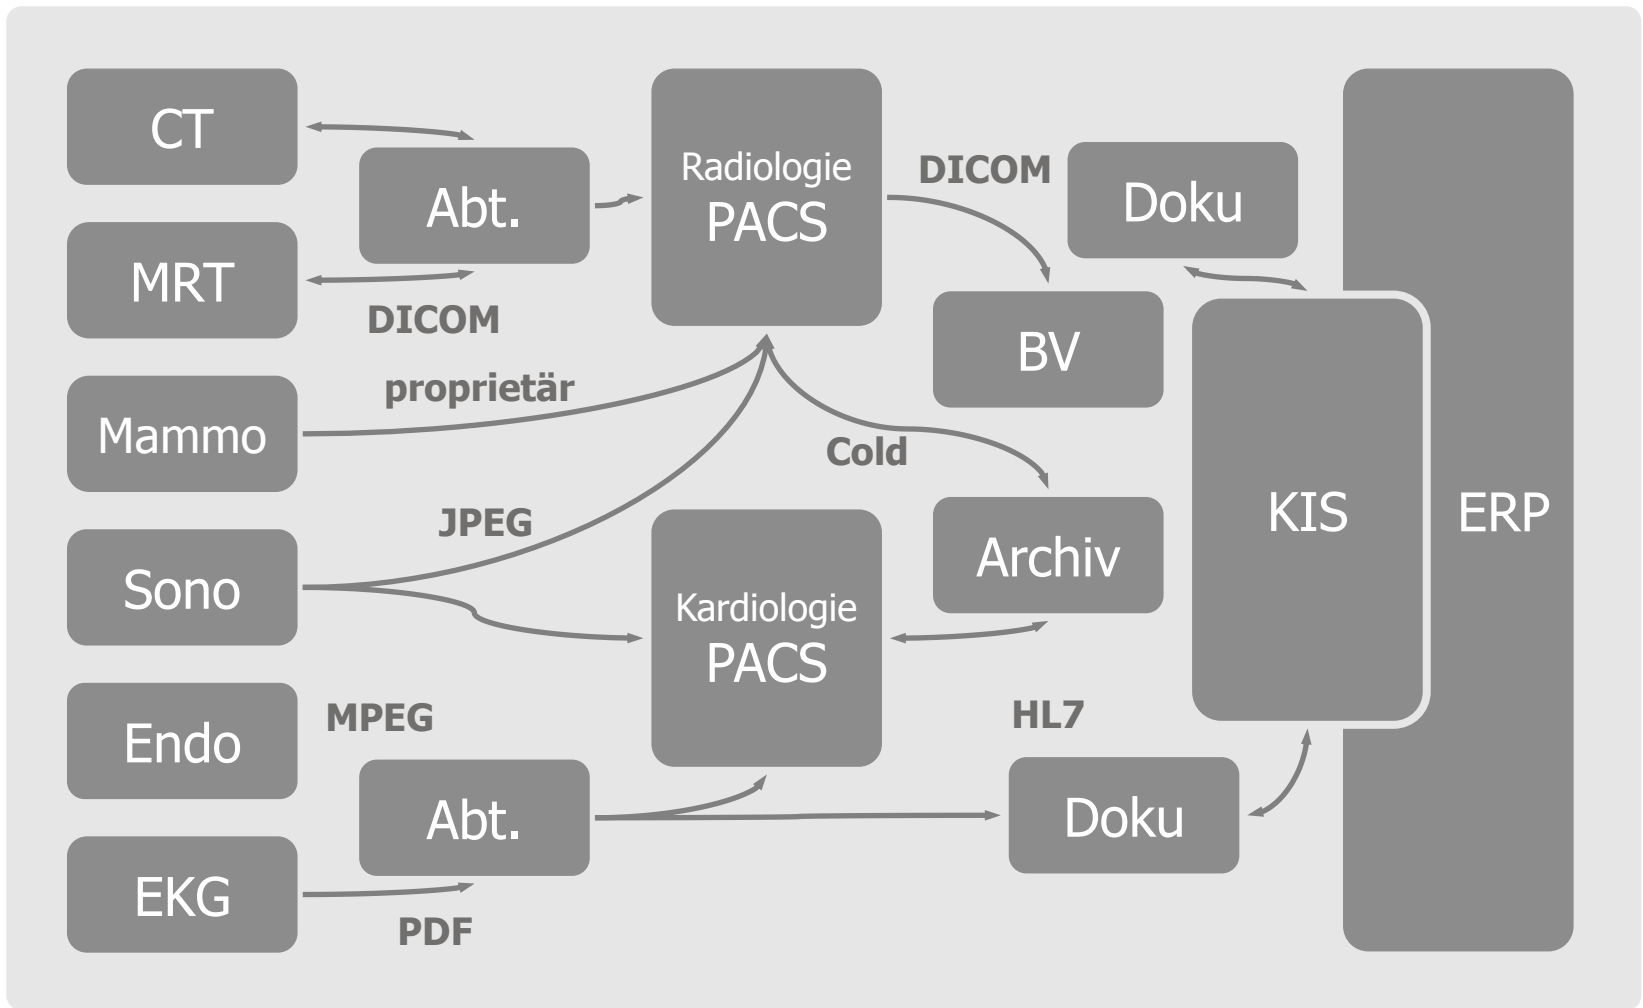 CT
MRT
Mammo
Sono
Endo
EKG
Abt.
DICOM
proprietär
JPEG
MPEG
Abt.
PDF
Radiologie
PACS
Kardiologie
PACS
DICOM
BV
Cold
Archiv
HL7
Doku
Doku
KIS
ERP